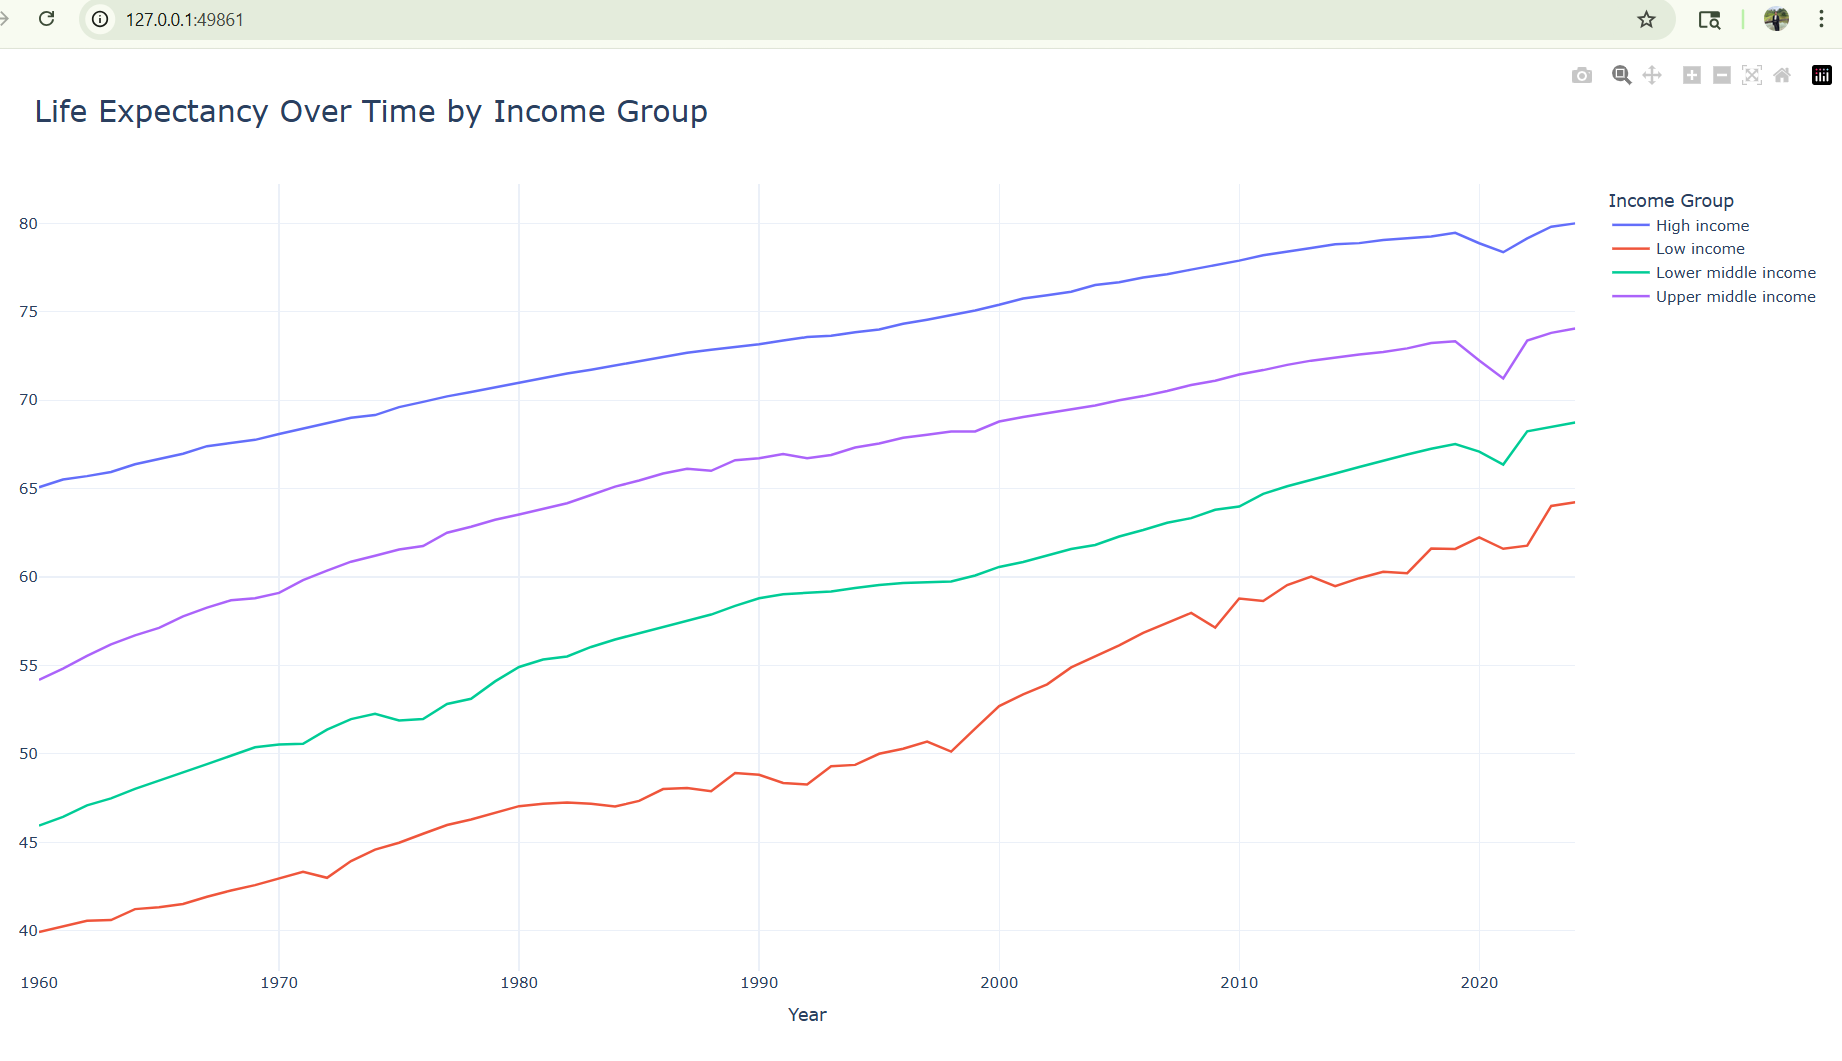 127.0.0.1:49861
Life Expectancy Over Time by Income Group
Income Group
High income
Low income
Lower middle income
Upper middle income
80
75
70
65
60
55
50
45
40
1960 1970 1980 1990 2000 2010 2020
Year